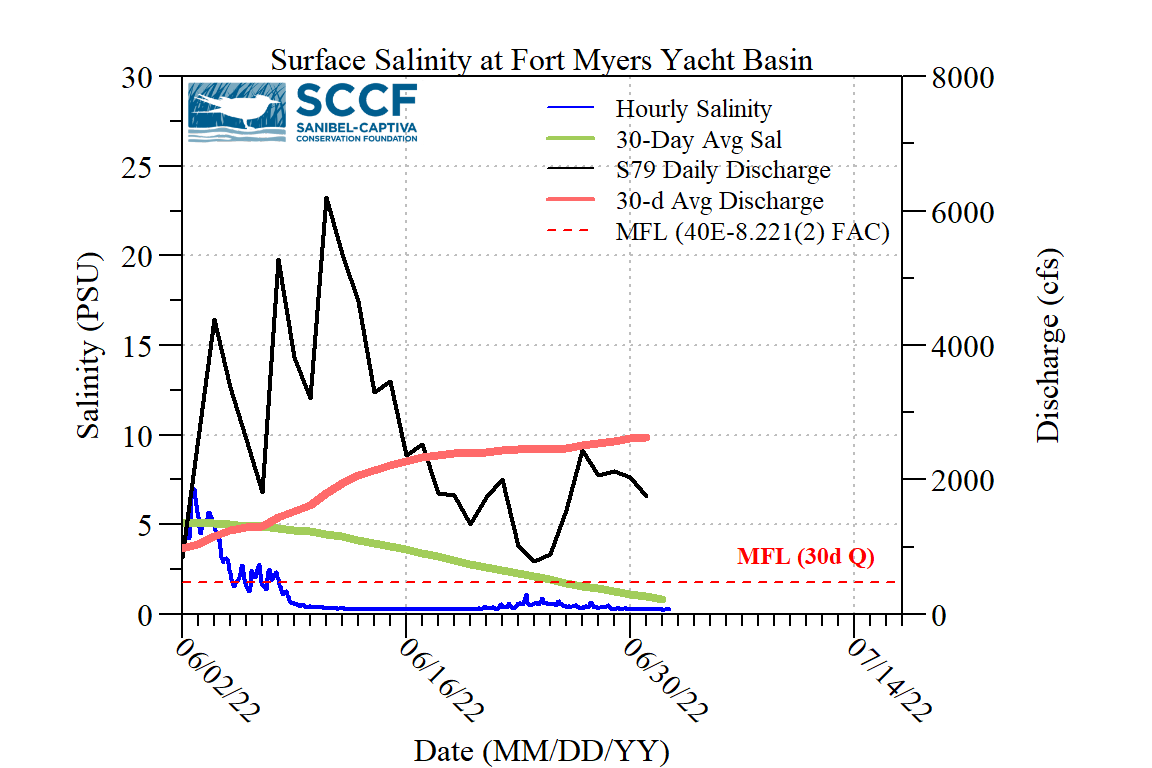 Surface Salinity at Fort Myers Yacht Basin
SCCF
SANIBEL-CAPTIVA
CONSERVATION FOUNDATION
Hourly Salinity
30-Day Avg Sal
S79 Daily Discharge
30-d Avg Discharge
MFL (40E-8.221(2) FAC)
30
25
20
15
10
5
0
Salinity (PSU)
8000
6000
4000
2000
0
Discharge (cfs)
MFL (30d Q)
06/02/22
06/16/22
06/30/22
07/14/22
Date (MM/DD/YY)